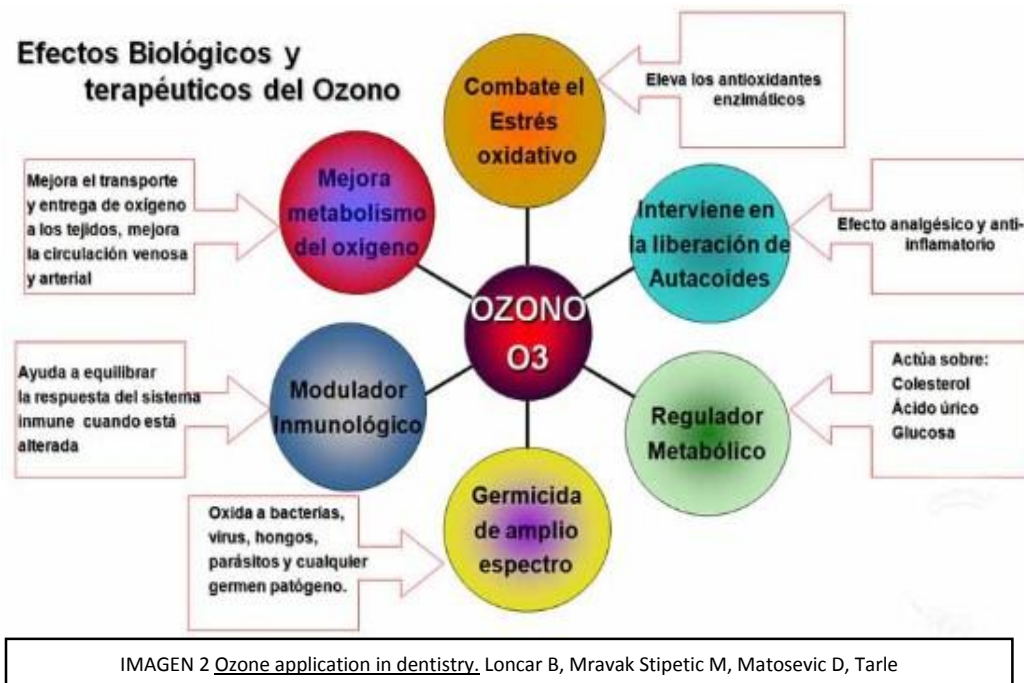 Efectos Biológicos y
terapéuticos del Ozono
Combate el
Estrés
oxidativo
Eleva los antioxidantes
enzimáticos
Mejora el transporte
y entrega de oxígeno
a los tejidos, mejora
la circulación venosa
y arterial
Mejora
metabolismo
del oxigeno
Interviene en
la liberación de
Autacoides
Efecto analgésico y anti-
inflamatorio
OZONO
O3
Ayuda a equilibrar
la respuesta del sistema
inmune cuando está
alterada
Modulador
Inmunológico
Regulador
Metabólico
Actúa sobre:
Colesterol
Ácido úrico
Glucosa
Oxida a bacterias,
virus, hongos,
parásitos y cualquier
germen patógeno.
Germicida
de amplio
espectro
IMAGEN 2 Ozone application in dentistry. Loncar B, Mravak Stipetic M, Matosevic D, Tarle